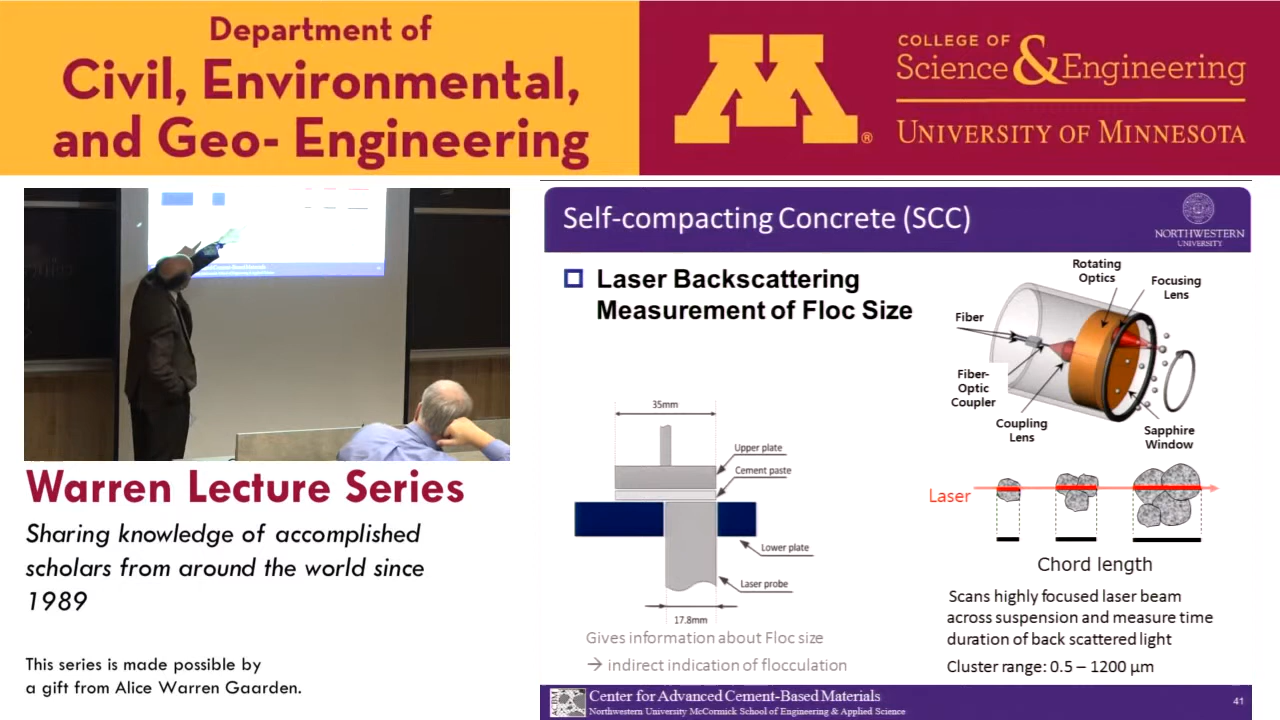 Department of
Civil, Environmental,
and Geo- Engineering
M®
COLLEGE OF
Science & Engineering
UNIVERSITY OF MINNESOTA
Warren Lecture Series
Sharing knowledge of accomplished
scholars from around the world since
1989
This series is made possible by
a gift from Alice Warren Gaarden.
Self-compacting Concrete (SCC)
NORTHWESTERN
UNIVERSITY
Laser Backscattering
Measurement of Floc Size
35mm
Upper plate
Cement paste
Lower plate
Laser probe
17.8mm
Gives information about Floc size
→ indirect indication of flocculation
Rotating
Optics
Focusing
Lens
Fiber
Fiber-
Optic
Coupler
Coupling
Lens
Sapphire
Window
Laser
Chord length
Scans highly focused laser beam
across suspension and measure time
duration of back scattered light
Cluster range: 0.5 – 1200 μm
Center for Advanced Cement-Based Materials
Northwestern University McCormick School of Engineering & Applied Science
41